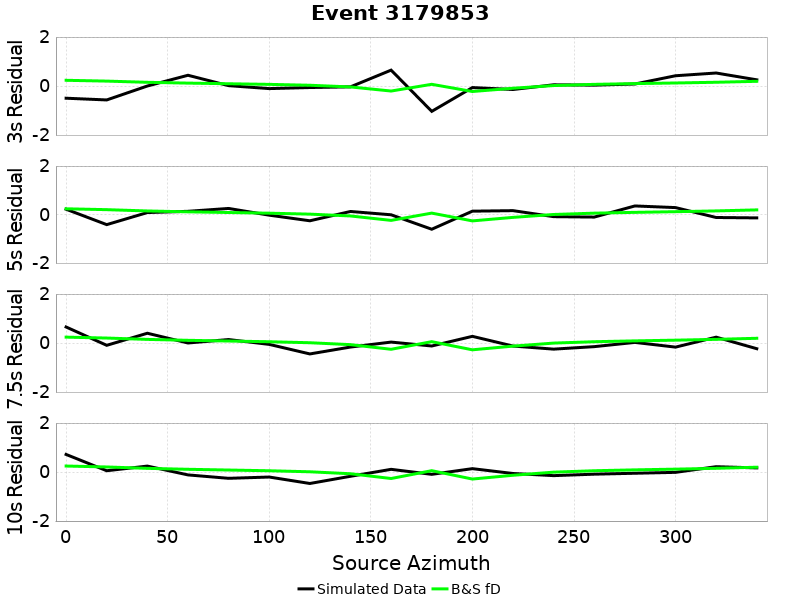 Event 3179853
3s Residual
2
0
-2
5s Residual
2
0
-2
7.5s Residual
2
0
-2
10s Residual
2
0
-2
0 50 100 150 200 250 300
Source Azimuth
Simulated Data B&S fD